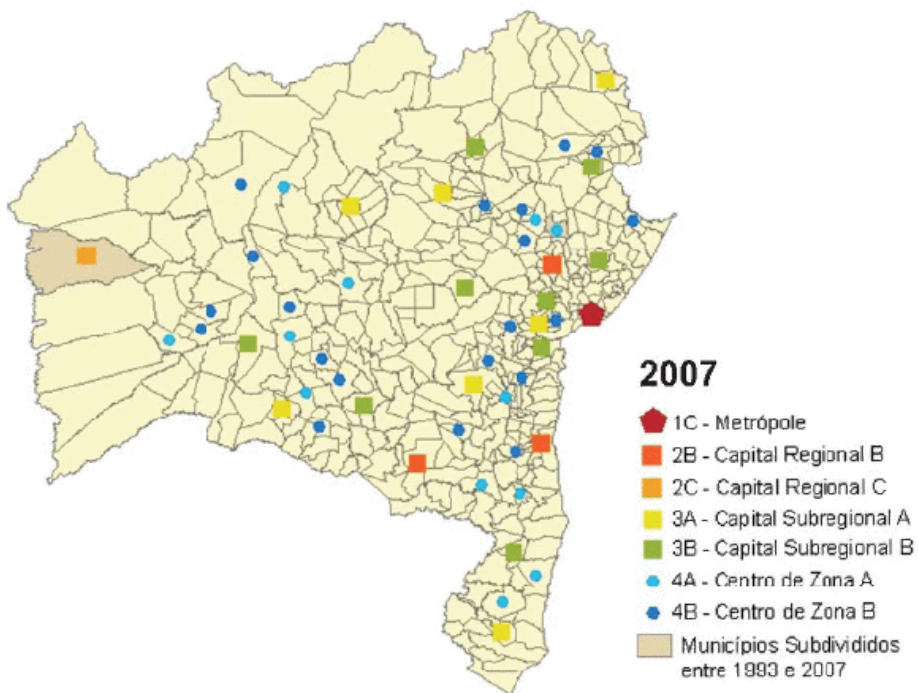 2007
1C - Metrópole
2B - Capital Regional B
2C - Capital Regional C
3A - Capital Subregional A
3B - Capital Subregional B
4A - Centro de Zona A
4B - Centro de Zona B
Municípios Subdivididos
entre 1993 e 2007